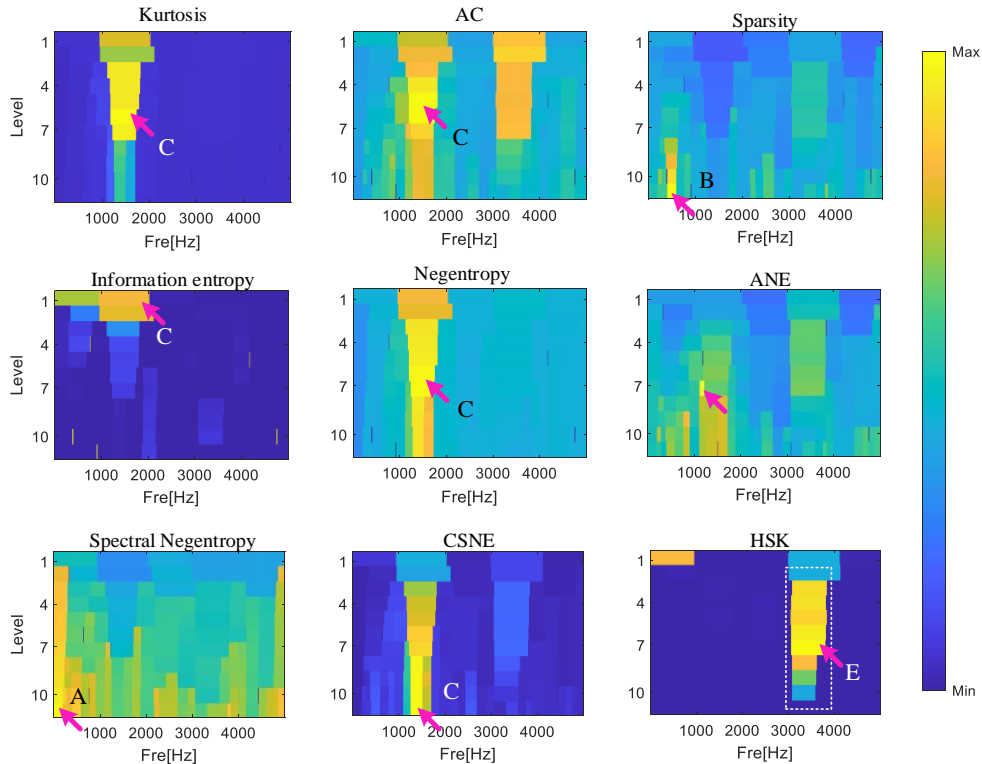 Kurtosis
1
4
7
10
Level
C
1000 2000 3000 4000
Fre[Hz]
AC
1
4
7
10
C
1000 2000 3000 4000
Fre[Hz]
Sparsity
1
4
7
10
B
1000 2000 3000 4000
Fre[Hz]
Max
Min
Information entropy
1
4
7
10
Level
C
1000 2000 3000 4000
Fre[Hz]
Negentropy
1
4
7
10
C
1000 2000 3000 4000
Fre[Hz]
ANE
1
4
7
10
1000 2000 3000 4000
Fre[Hz]
Spectral Negentropy
1
4
7
10
Level
A
1000 2000 3000 4000
Fre[Hz]
CSNE
1
4
7
10
C
1000 2000 3000 4000
Fre[Hz]
HSK
1
4
7
10
E
1000 2000 3000 4000
Fre[Hz]